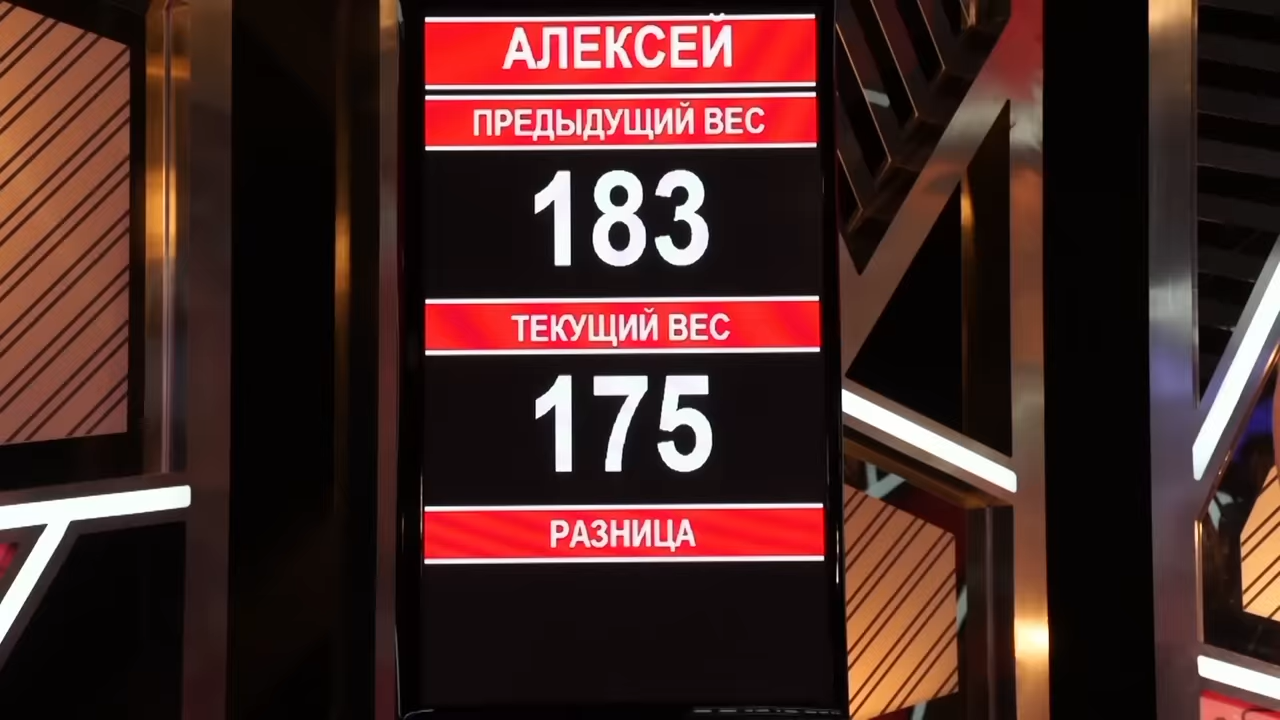 АЛЕКСЕЙ
ПРЕДЫДУЩИЙ ВЕС
183
ТЕКУЩИЙ ВЕС
175
РАЗНИЦА